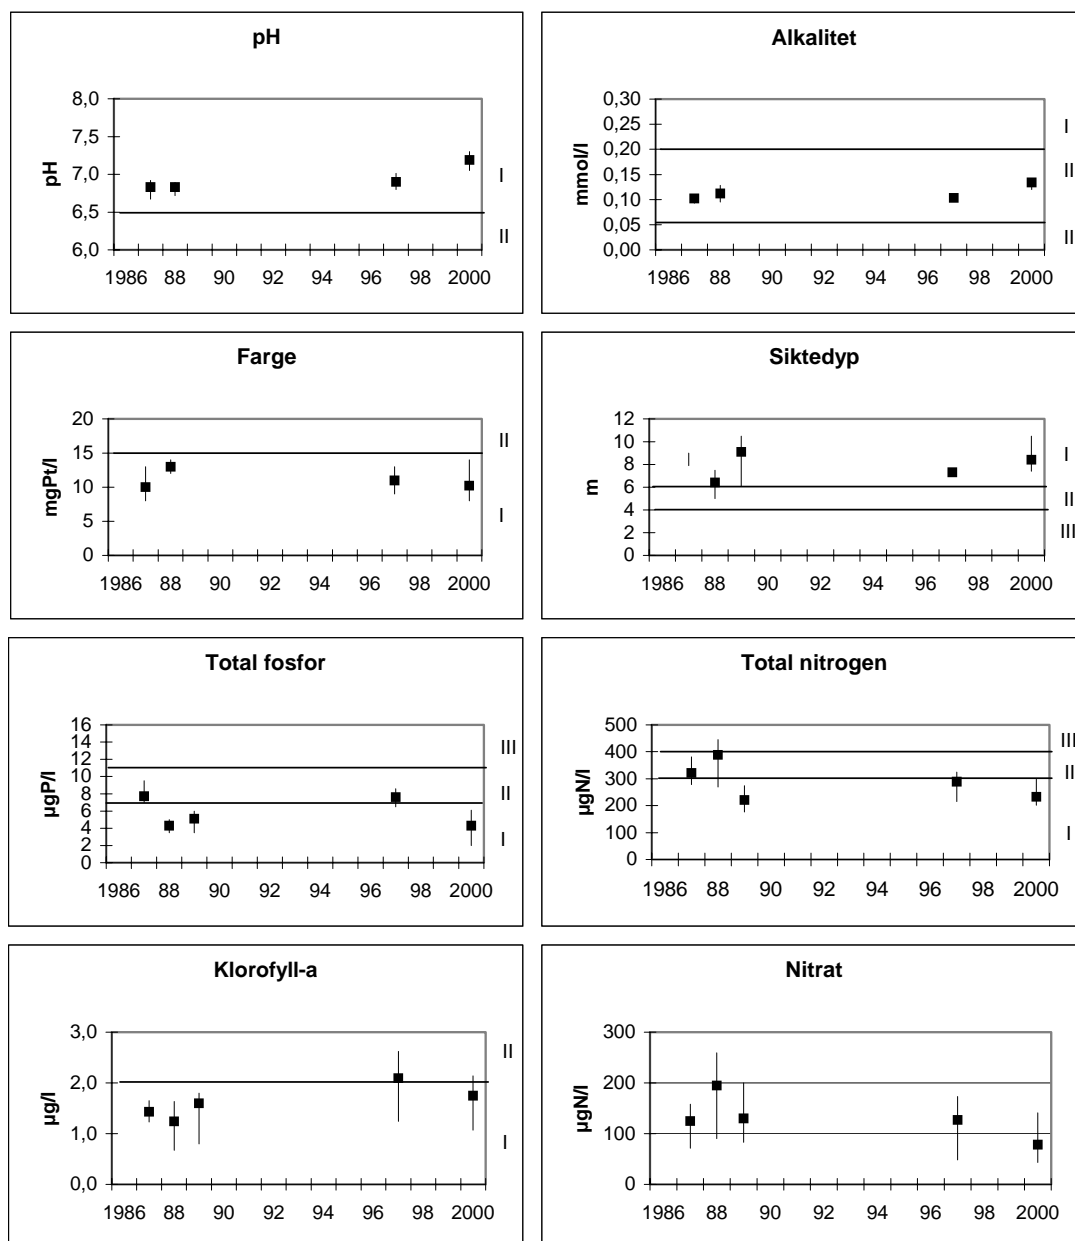 pH
8,0
7,5
7,0
6,5
6,0
pH
I
II
1986 88 90 92 94 96 98 2000
Alkalitet
0,30
0,25
0,20
0,15
0,10
0,05
0,00
mmol/l
I
II
II
1986 88 90 92 94 96 98 2000
Farge
20
15
10
5
0
mgPt/l
II
I
1986 88 90 92 94 96 98 2000
Siktedyp
12
10
8
6
4
2
0
m
I
II
III
1986 88 90 92 94 96 98 2000
Total fosfor
16
14
12
10
8
6
4
2
0
µgP/l
III
II
I
1986 88 90 92 94 96 98 2000
Total nitrogen
500
400
300
200
100
0
µgN/l
III
II
I
1986 88 90 92 94 96 98 2000
Klorofyll-a
3,0
2,0
1,0
0,0
µg/l
II
I
1986 88 90 92 94 96 98 2000
Nitrat
300
200
100
0
µgN/l
1986 88 90 92 94 96 98 2000